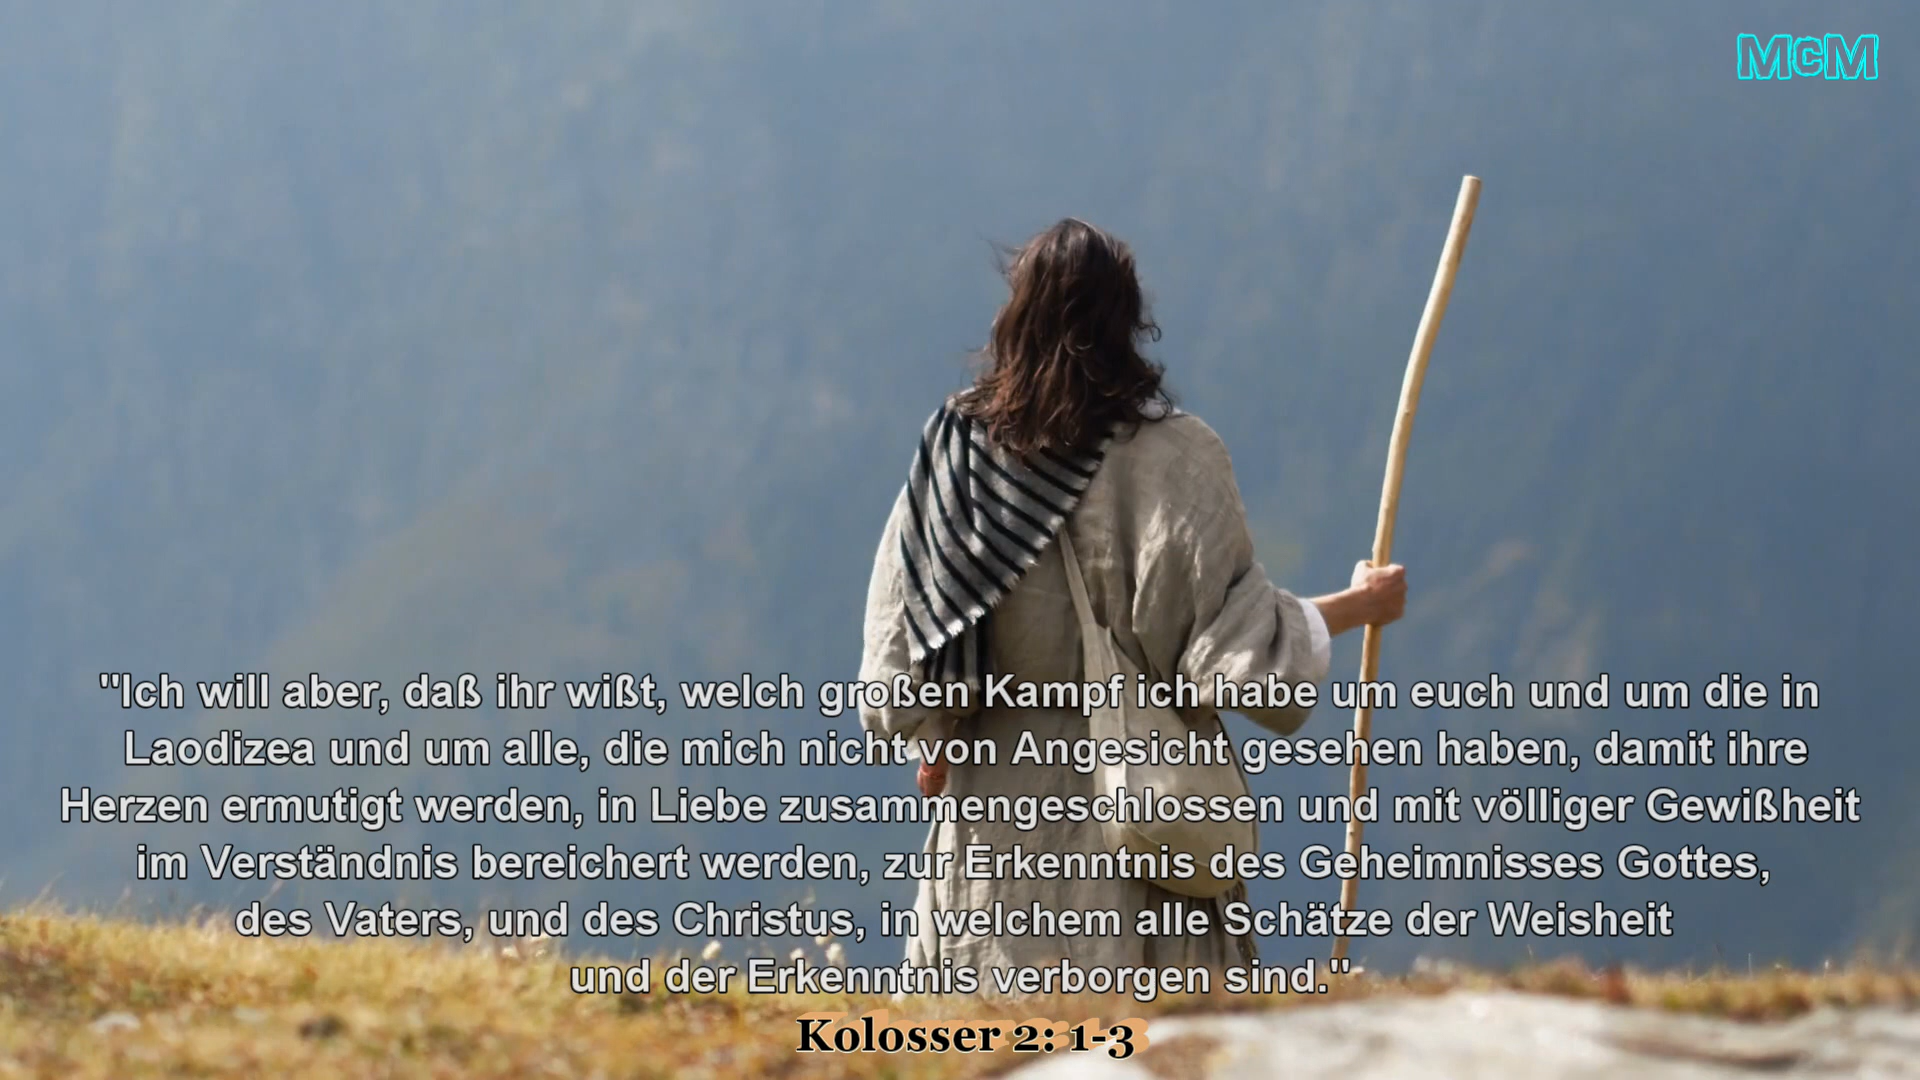 McM
"Ich will aber, daß ihr wißt, welch großen Kampf ich habe um euch und um die in
Laodizea und um alle, die mich nicht von Angesicht gesehen haben, damit ihre
Herzen ermutigt werden, in Liebe zusammengeschlossen und mit völliger Gewißheit
im Verständnis bereichert werden, zur Erkenntnis des Geheimnisses Gottes,
des Vaters, und des Christus, in welchem alle Schätze der Weisheit
und der Erkenntnis verborgen sind."
Kolosser 2: 1-3